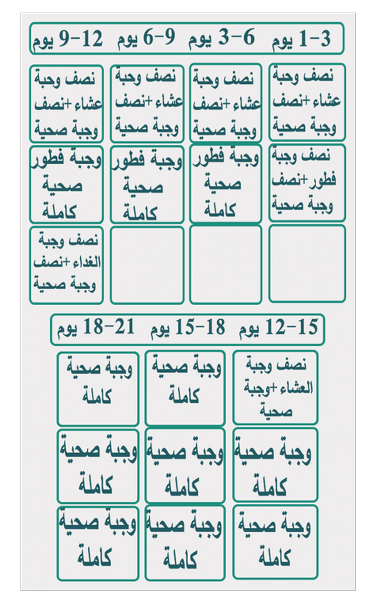 1-3 يوم 3-6 يوم 6-9 يوم 9-12 يوم
نصف وجبة
عشاء +نصف
وجبة صحية
نصف وجبة
عشاء +نصف
وجبة صحية
نصف وجبة
عشاء +نصف
وجبة صحية
نصف وجبة
عشاء +نصف
وجبة صحية
نصف وجبة
فطور+نصف
وجبة صحية
وجبة فطور
صحية
كاملة
وجبة فطور
صحية
كاملة
وجبة فطور
صحية
كاملة
نصف وجبة
الغداء +نصف
وجبة صحية
12-15 يوم 15-18 يوم 18-21 يوم
نصف وجبة
العشاء +وجبة
صحية
وجبة صحية
كاملة
وجبة صحية
كاملة
وجبة صحية
كاملة
وجبة صحية
كاملة
وجبة صحية
كاملة
وجبة صحية
كاملة
وجبة صحية
كاملة
وجبة صحية
كاملة